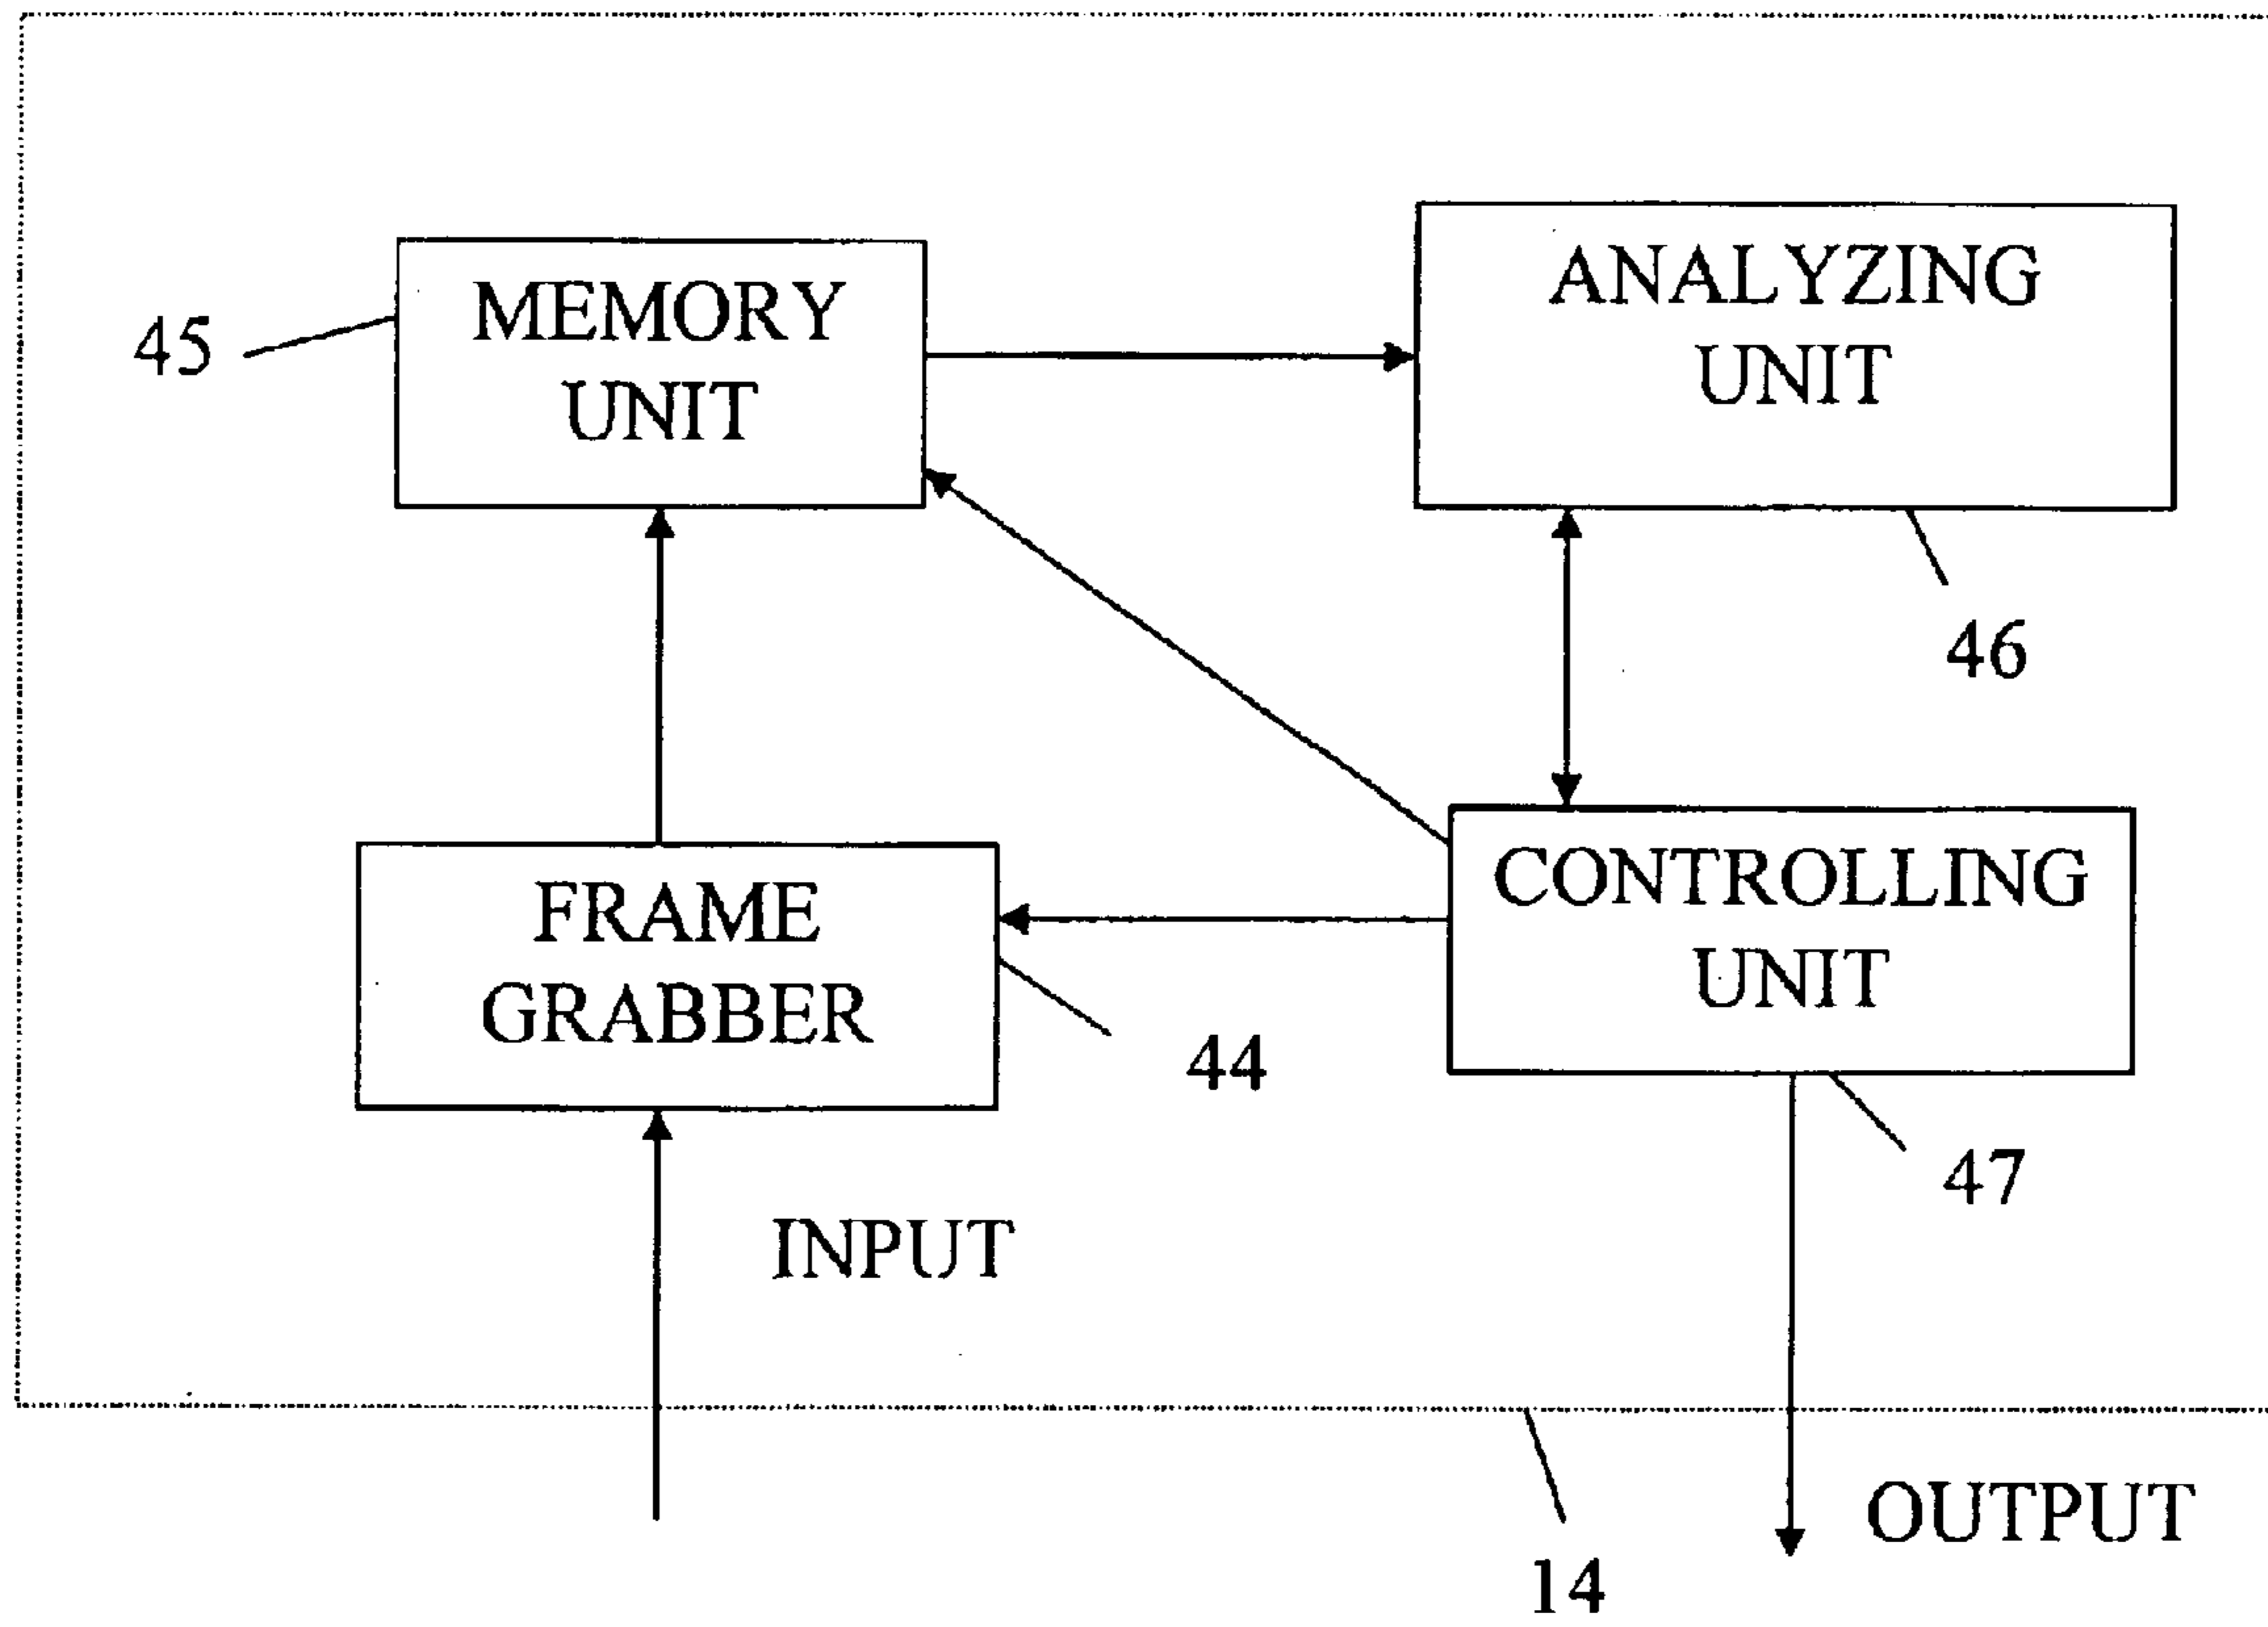 45
MEMORY
UNIT
ANALYZING
UNIT
46
FRAME
GRABBER
44
CONTROLLING
UNIT
47
INPUT
OUTPUT
14